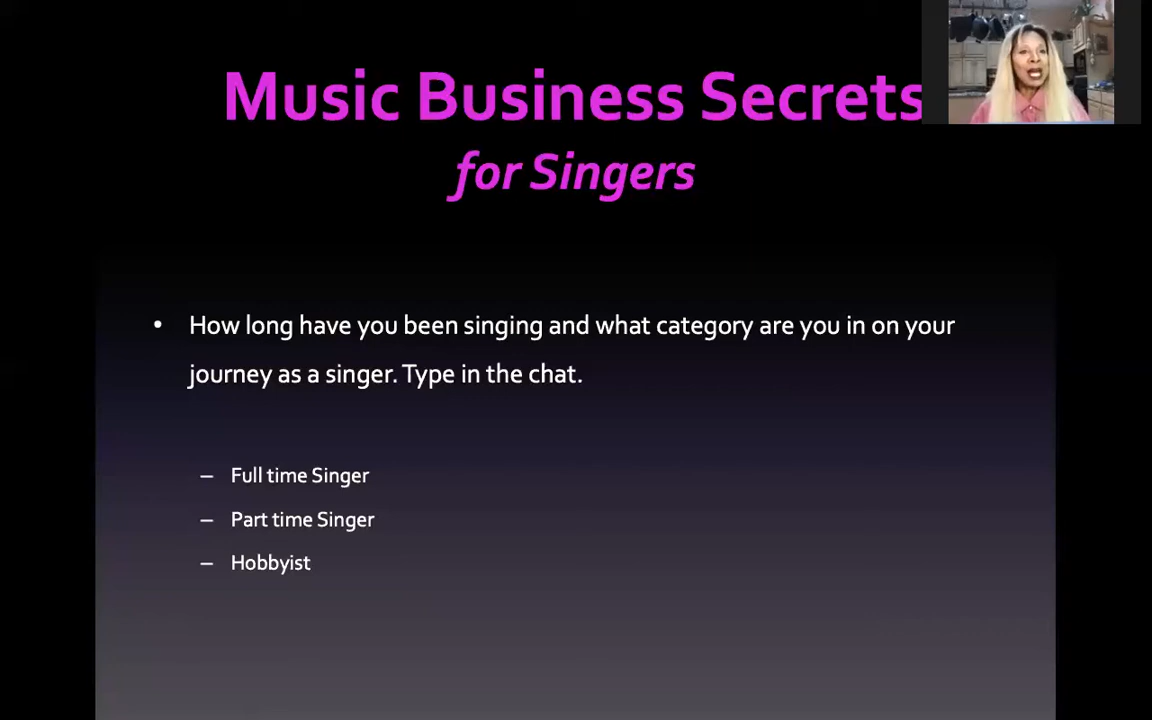 Music Business Secrets
for Singers
• How long have you been singing and what category are you in on your
journey as a singer. Type in the chat.
– Full time Singer
– Part time Singer
– Hobbyist